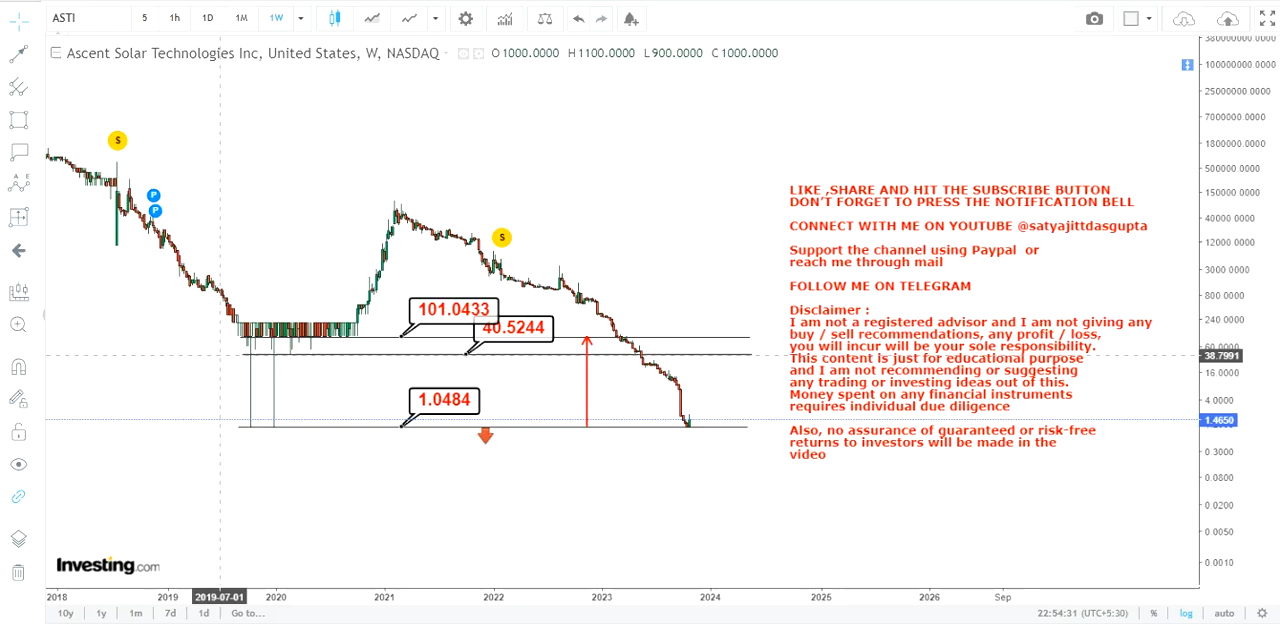 ASTI 5 1h 1D 1M 1W
Ascent Solar Technologies Inc, United States, W, NASDAQ O1000.0000 H1100.0000 L900.0000 C1000.0000
100000000.0000
25000000.0000
7000000.0000
1800000.0000
500000.0000
150000.0000
40000.0000
12000.0000
3000.0000
800.0000
240.0000
38.7991
16.0000
4.0000
1.4650
0.3000
0.0800
0.0200
0.0050
0.0010
S
P
P
S
101.0433
40.5244
1.0484
LIKE ,SHARE AND HIT THE SUBSCRIBE BUTTON
DON'T FORGET TO PRESS THE NOTIFICATION BELL
CONNECT WITH ME ON YOUTUBE @satyajittdasgupta
Support the channel using Paypal or
reach me through mail
FOLLOW ME ON TELEGRAM
Disclaimer :
I am not a registered advisor and I am not giving any
buy / sell recommendations, any profit / loss,
you will incur will be your sole responsibility.
This content is just for educational purpose
and I am not recommending or suggesting
any trading or investing ideas out of this.
Money spent on any financial instruments
requires individual due diligence
Also, no assurance of guaranteed or risk-free
returns to investors will be made in the
video
Investing.com
2018 2019 2019-07-01 2020 2021 2022 2023 2024 2025 2026 Sep
10y 1y 1m 7d 1d Go to... 22:54:31 (UTC+5:30) % log auto